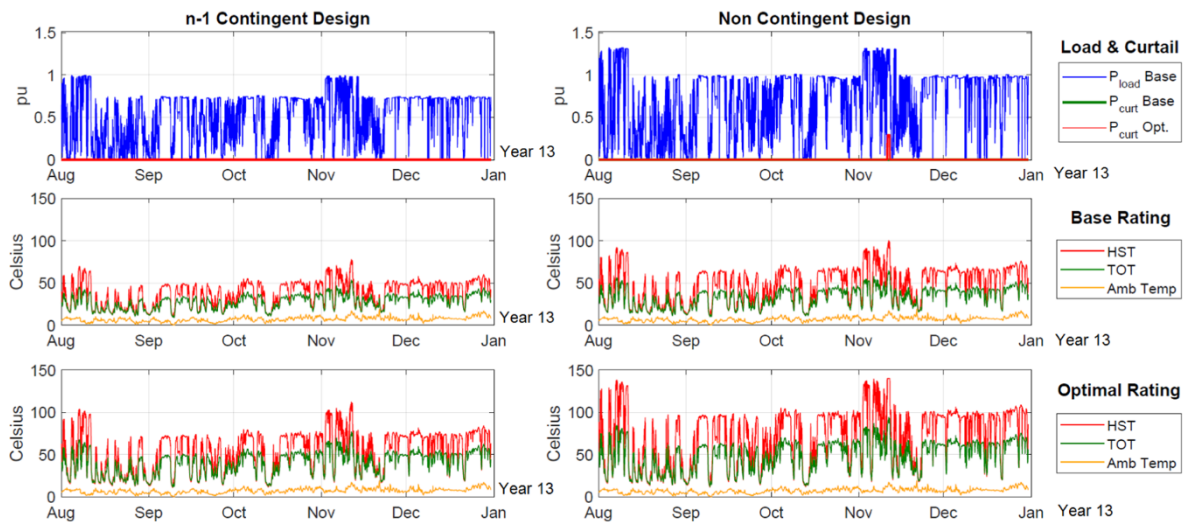 n-1 Contingent Design
Non Contingent Design
1.5
1
0.5
0
pu
Aug Sep Oct Nov Dec Jan
Year 13
1.5
1
0.5
0
Aug Sep Oct Nov Dec Jan
Year 13
Load & Curtail
P_load Base
P_curt Base
P_curt Opt.
150
100
50
0
Celsius
Aug Sep Oct Nov Dec Jan
Year 13
150
100
50
0
Aug Sep Oct Nov Dec Jan
Year 13
Base Rating
HST
TOT
Amb Temp
150
100
50
0
Celsius
Aug Sep Oct Nov Dec Jan
Year 13
150
100
50
0
Aug Sep Oct Nov Dec Jan
Year 13
Optimal Rating
HST
TOT
Amb Temp